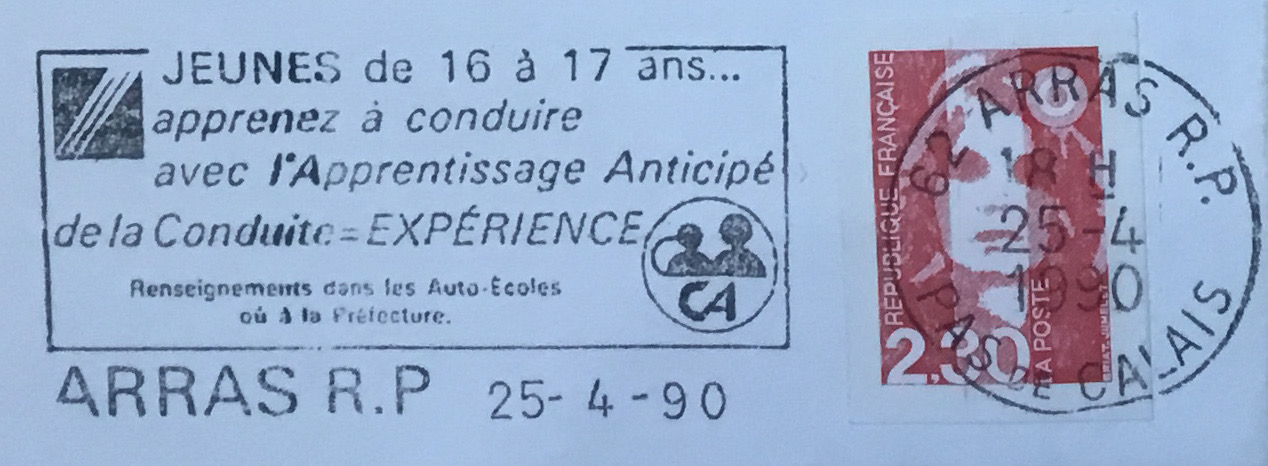 JEUNES de 16 à 17 ans...
apprenez à conduire
avec l'Apprentissage Anticipé
de la Conduite = EXPÉRIENCE
CA
Renseignements dans les Auto-Écoles
où à la Préfecture.
ARRAS R.P 25-4-90
RÉPUBLIQUE FRANÇAISE
2,30
LA POSTE
62 ARRAS R.P.
18 H
25-4
1990
PAS DE CALAIS